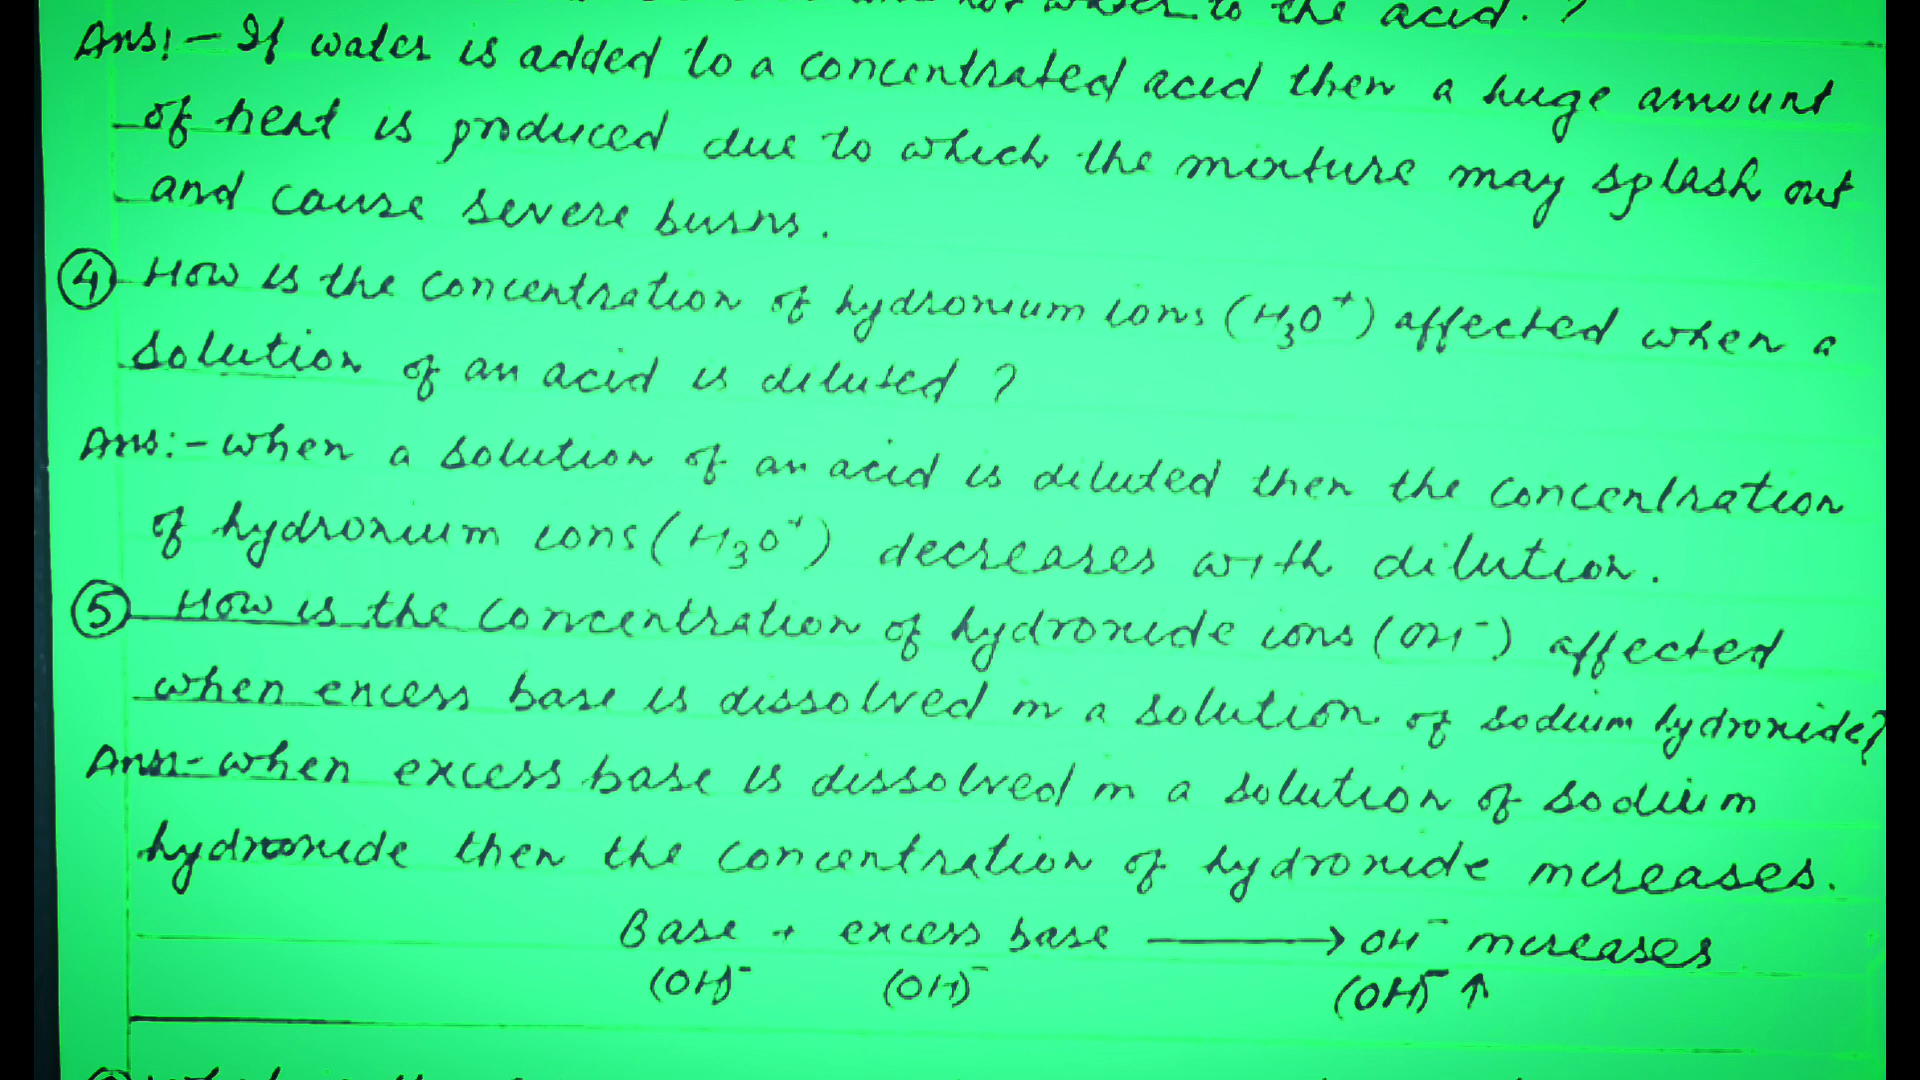 not water to the acid. ?
Ans:- If water is added to a concentrated acid then a huge amount
of heat is produced due to which the mixture may splash out
and cause severe burns.
④ How is the concentration of hydronium ions (H₃O⁺) affected when a
solution of an acid is diluted ?
Ans:- when a solution of an acid is diluted then the concentration
of hydronium ions (H₃O⁺) decreases with dilution.
⑤ How is the concentration of hydroxide ions (OH⁻) affected
when excess base is dissolved in a solution of sodium hydroxide?
Ans:- when excess base is dissolved in a solution of sodium
hydroxide then the concentration of hydroxide increases.
Base + excess base ⟶ OH⁻ increases
(OH)⁻ (OH)⁻ (OH)⁻ ↑